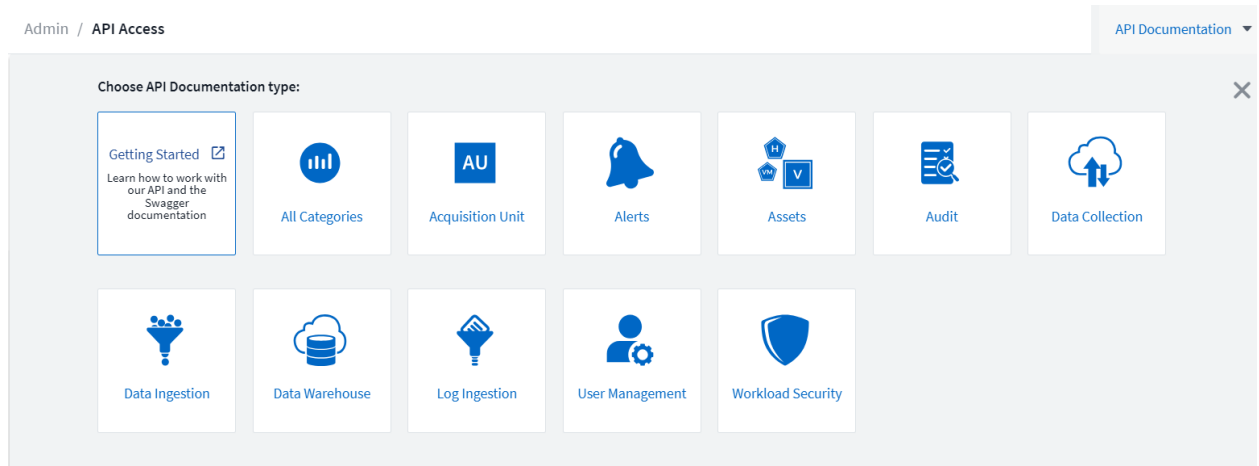 Admin / API Access
API Documentation
Choose API Documentation type:
Getting Started
Learn how to work with
our API and the
Swagger
documentation
All Categories
AU
Acquisition Unit
Alerts
H
VM
V
Assets
Audit
Data Collection
Data Ingestion
Data Warehouse
Log Ingestion
User Management
Workload Security